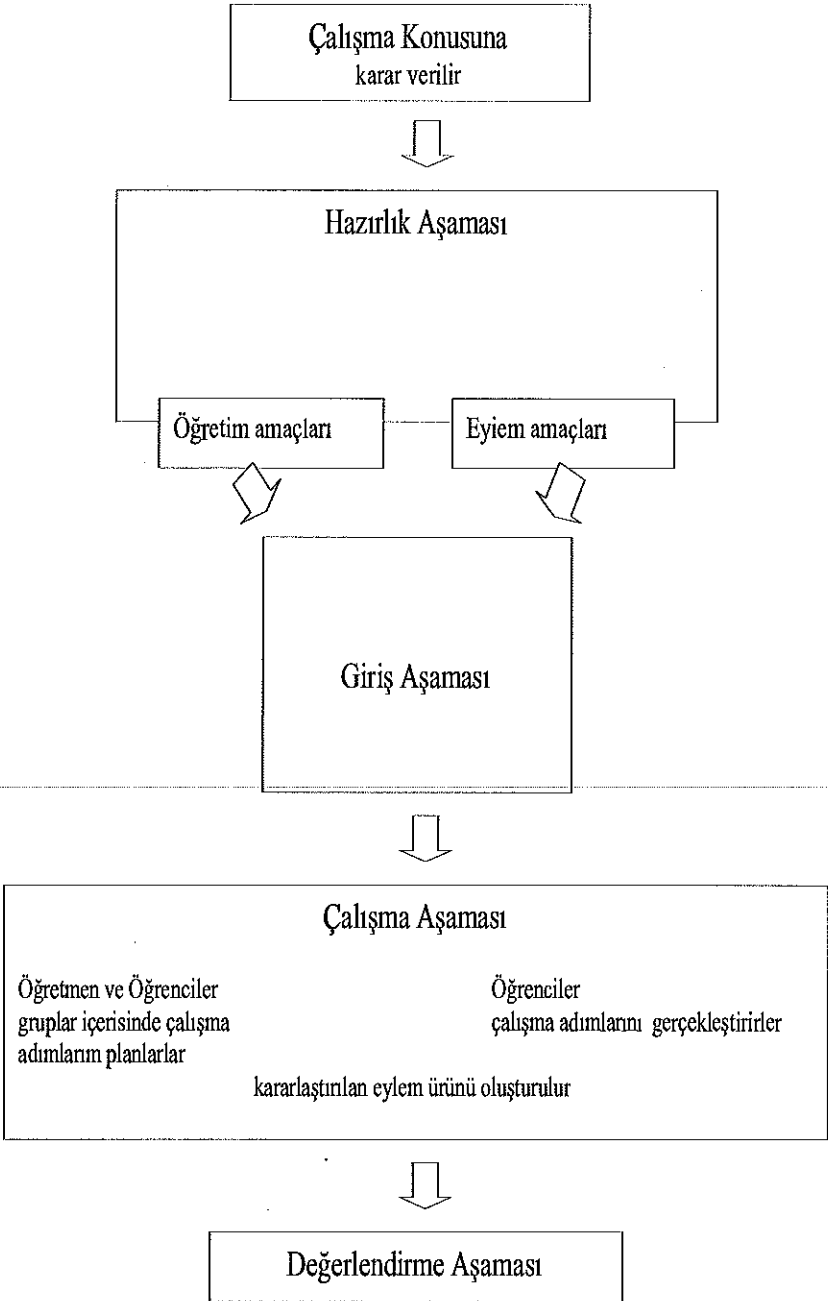 Çalışma Konusuna
karar verilir
Hazırlık Aşaması
Öğretim amaçları
Eyiem amaçları
Giriş Aşaması
Çalışma Aşaması
Öğretmen ve Öğrenciler
gruplar içerisinde çalışma
adımlarım planlarlar
Öğrenciler
çalışma adımlarını gerçekleştirirler
kararlaştırılan eylem ürünü oluşturulur
Değerlendirme Aşaması